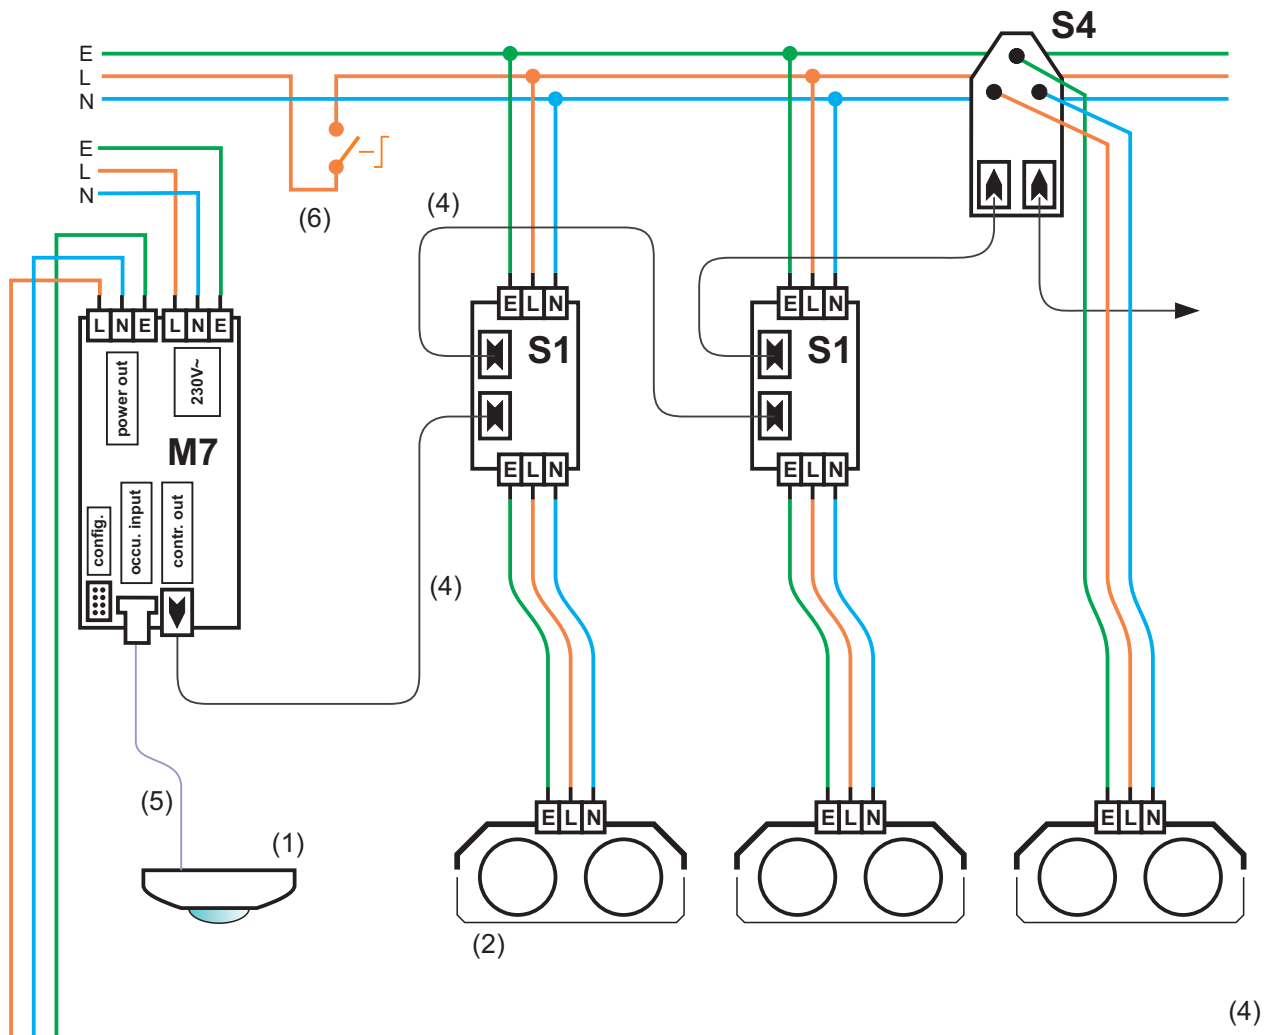 S4
E
L
N
E
L
N
(6)
(4)
L N E L N E
power out
230V~
M7
config.
occu. input
contr. out
E L N
S1
E L N
E L N
S1
E L N
(4)
(5)
(1)
E L N
E L N
E L N
(2)
(4)